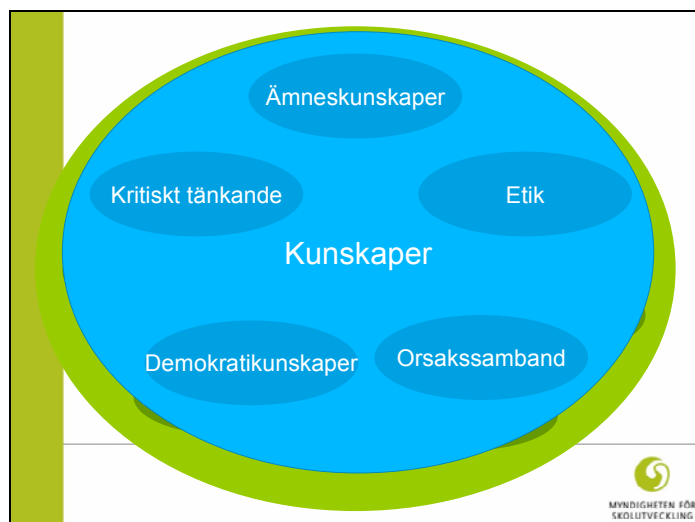 Ämneskunskaper
Kritiskt tänkande
Etik
Kunskaper
Demokratikunskaper
Orsakssamband
MYNDIGHETEN FÖR
SKOLUTVECKLING